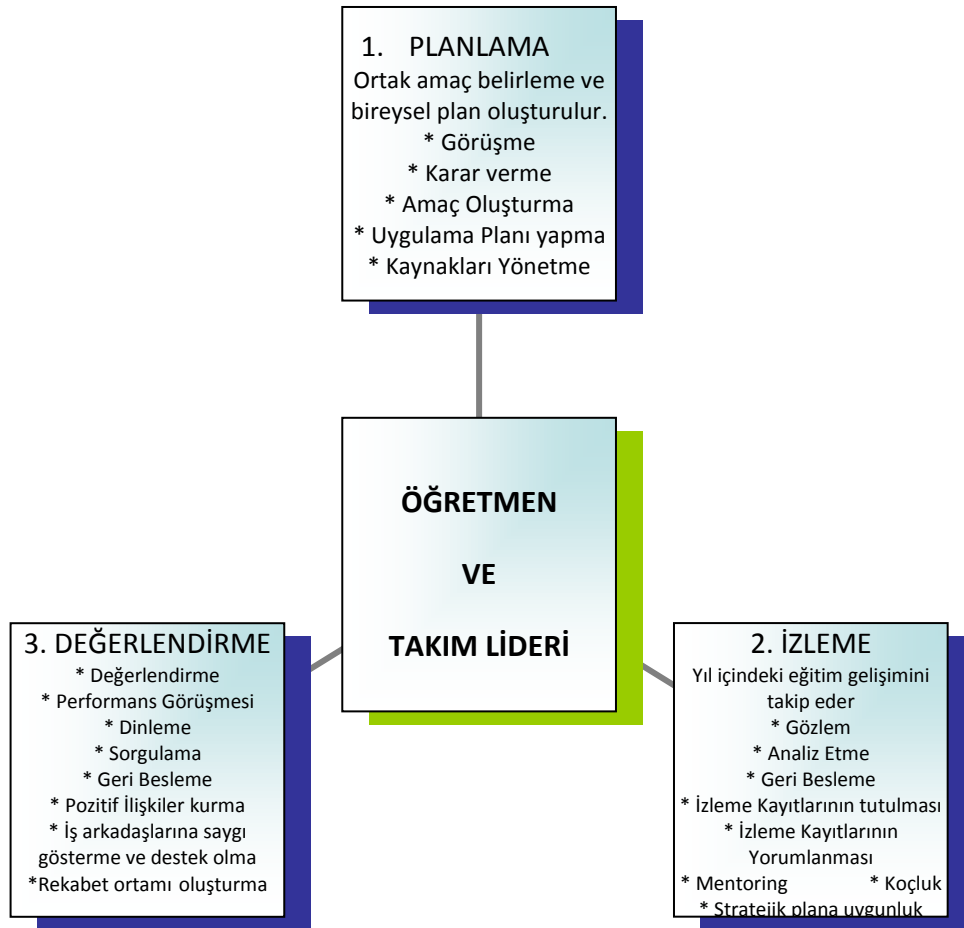 1. PLANLAMA
Ortak amaç belirleme ve
bireysel plan oluşturulur.
* Görüşme
* Karar verme
* Amaç Oluşturma
* Uygulama Planı yapma
* Kaynakları Yönetme
ÖĞRETMEN
VE
TAKIM LİDERİ
3. DEĞERLENDİRME
* Değerlendirme
* Performans Görüşmesi
* Dinleme
* Sorgulama
* Geri Besleme
* Pozitif İlişkiler kurma
* İş arkadaşlarına saygı
gösterme ve destek olma
*Rekabet ortamı oluşturma
2. İZLEME
Yıl içindeki eğitim gelişimini
takip eder
* Gözlem
* Analiz Etme
* Geri Besleme
* İzleme Kayıtlarının tutulması
* İzleme Kayıtlarının
Yorumlanması
* Mentoring * Koçluk
* Stratejik plana uygunluk